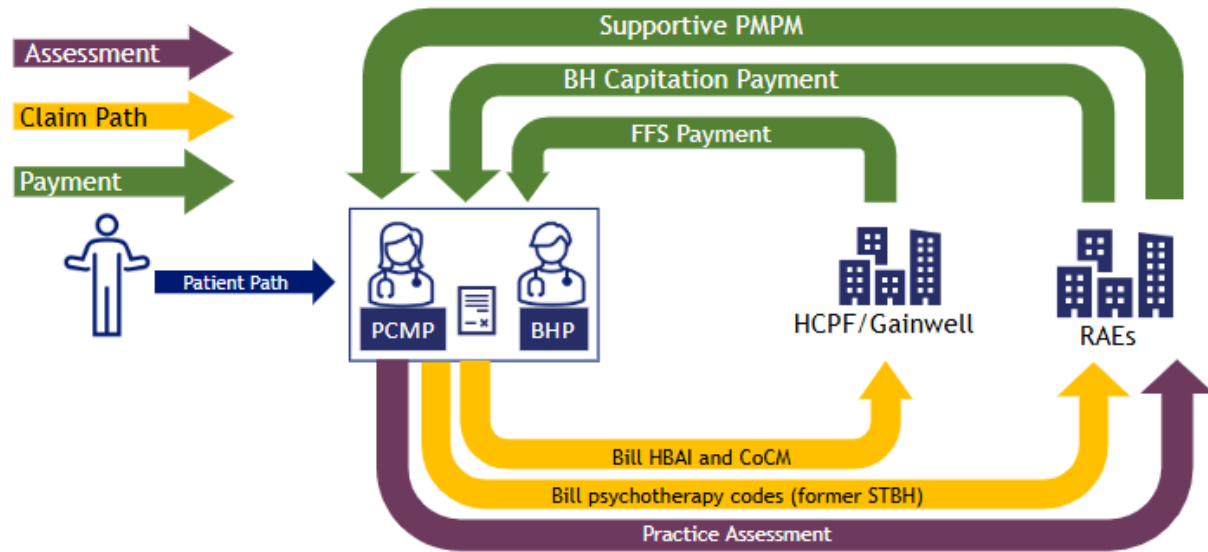 Supportive PMPM
Assessment
BH Capitation Payment
Claim Path
FFS Payment
Payment
Patient Path
PCMP
BHP
HCPF/Gainwell
RAEs
Bill HBAI and CoCM
Bill psychotherapy codes (former STBH)
Practice Assessment